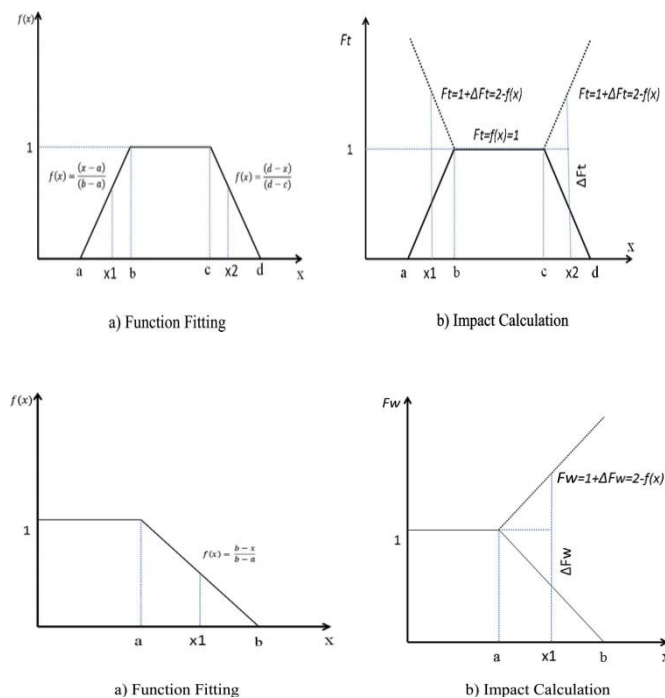 f(x)
1
f(x) = (x − a)/(b − a)
f(x) = (d − x)/(d − c)
a x1 b c x2 d x
a) Function Fitting
Ft
Ft=1+ΔFt=2-f(x) Ft=1+ΔFt=2-f(x)
Ft=f(x)=1
1
ΔFt
a x1 b c x2 d x
b) Impact Calculation
f(x)
1
f(x) = b − x/b − a
a x1 b x
a) Function Fitting
Fw
Fw=1+ΔFw=2-f(x)
1
ΔFw
a x1 b x
b) Impact Calculation